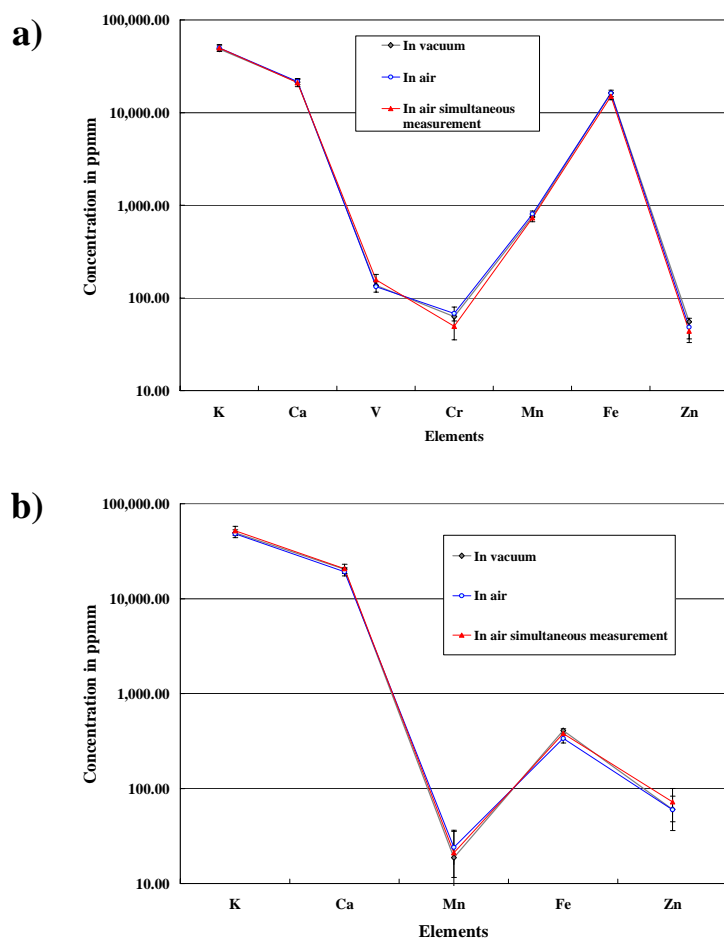 a)
Concentration in ppmm
100,000.00
10,000.00
1,000.00
100.00
10.00
In vacuum
In air
In air simultaneous
measurement
K Ca V Cr Mn Fe Zn
Elements
b)
Concentration in ppmm
100,000.00
10,000.00
1,000.00
100.00
10.00
In vacuum
In air
In air simultaneous measurement
K Ca Mn Fe Zn
Elements